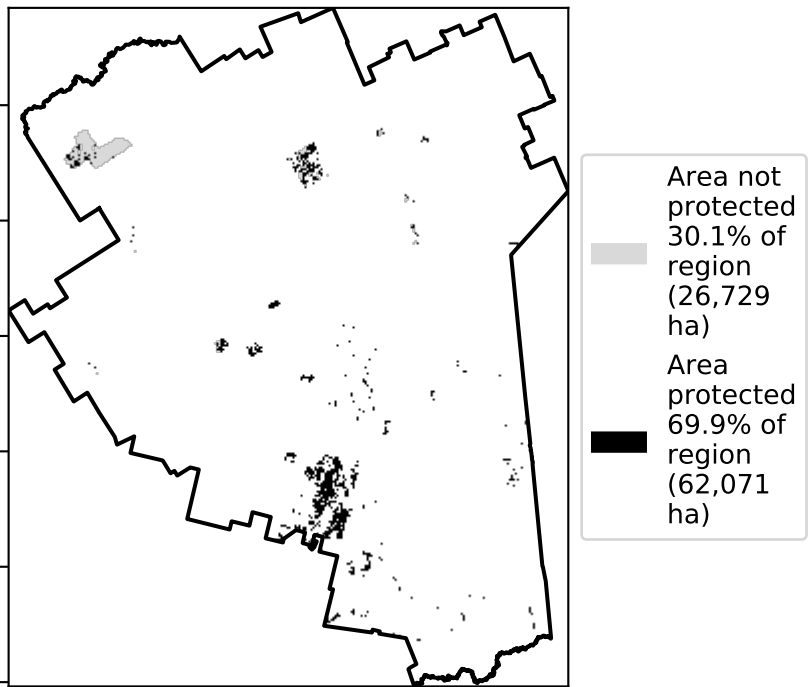 Area not
protected
30.1% of
region
(26,729
ha)
Area
protected
69.9% of
region
(62,071
ha)